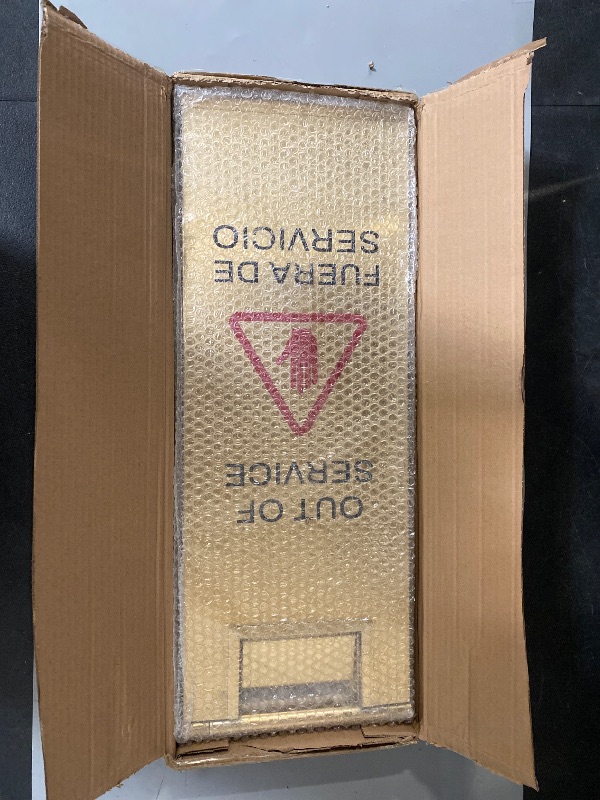 OUT OF
SERVICE
FUERA DE
SERVICIO